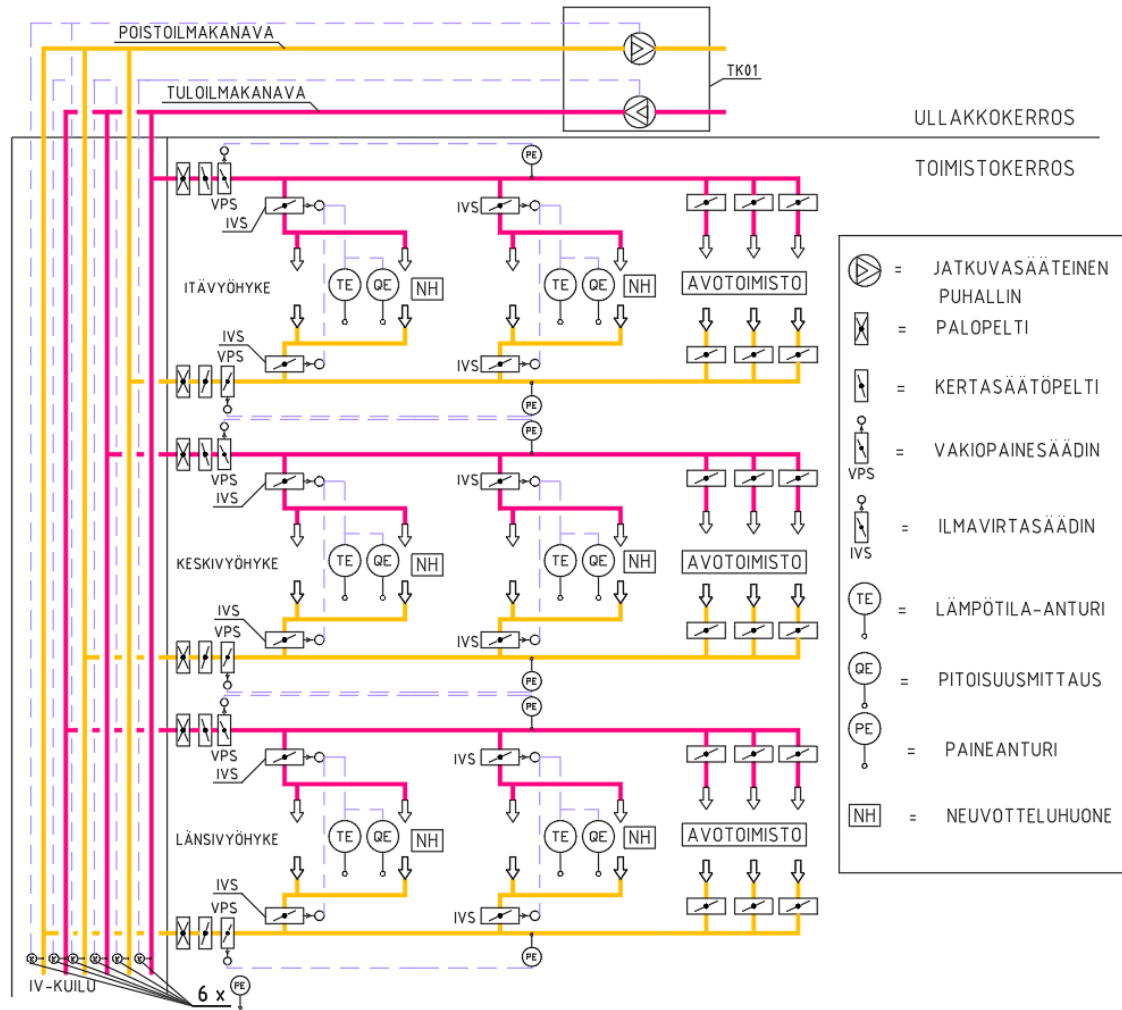 POISTOILMAKANAVA
TK01
TULOILMAKANAVA
ULLAKKOKERROS
TOIMISTOKERROS
PE
VPS
IVS
IVS
ITÄVYÖHYKE
TE QE NH
TE QE NH
AVOTOIMISTO
IVS
VPS
IVS
PE
PE
VPS
IVS
IVS
KESKIVYÖHYKE
TE QE NH
TE QE NH
AVOTOIMISTO
IVS
VPS
IVS
PE
PE
VPS
IVS
IVS
LÄNSIVYÖHYKE
TE QE NH
TE QE NH
AVOTOIMISTO
IVS
VPS
IVS
PE
IV-KUILU
6 x PE
= JATKUVASÄÄTEINEN
PUHALLIN
= PALOPELTI
= KERTASÄÄTÖPELTI
VPS = VAKIOPAINESÄÄDIN
IVS = ILMAVIRTASÄÄDIN
TE = LÄMPÖTILA-ANTURI
QE = PITOISUUSMITTAUS
PE = PAINEANTURI
NH = NEUVOTTELUHUONE